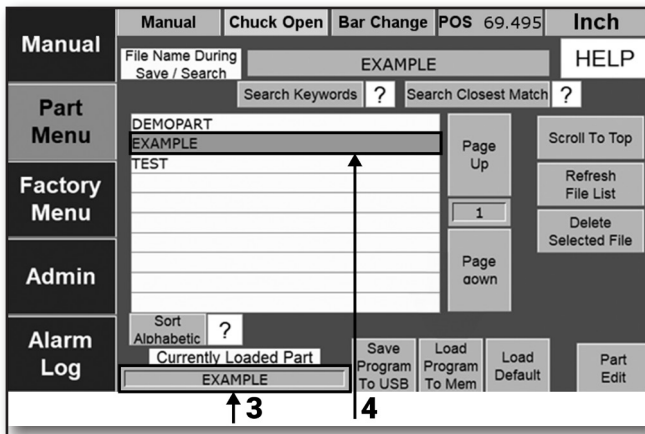 Manual
Chuck Open
Bar Change
POS 69.495
Inch
Manual
File Name During
Save / Search
EXAMPLE
HELP
Search Keywords
?
Search Closest Match
?
Part
Menu
DEMOPART
EXAMPLE
TEST
Page
Up
1
Page
down
Scroll To Top
Refresh
File List
Delete
Selected File
Factory
Menu
Admin
Alarm
Log
Sort
Alphabetic
?
Currently Loaded Part
EXAMPLE
Save
Program
To USB
Load
Program
To Mem
Load
Default
Part
Edit
3
4